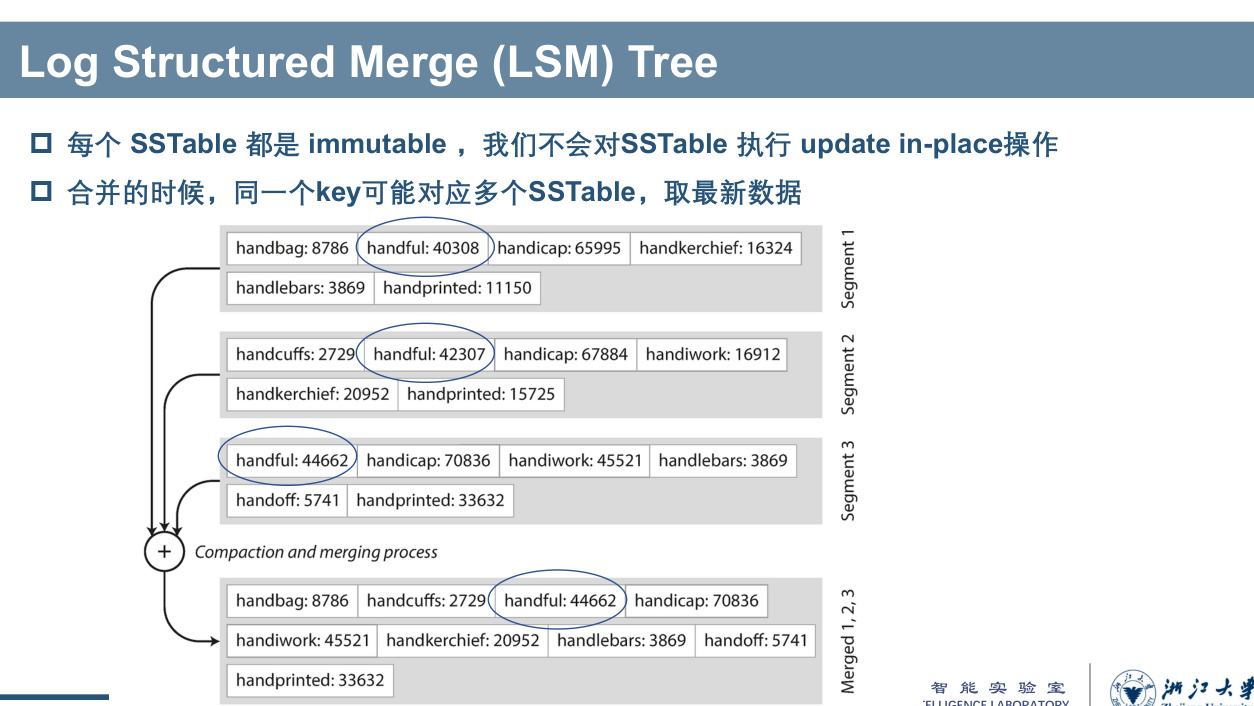 Log Structured Merge (LSM) Tree
每个 SSTable 都是 immutable ，我们不会对SSTable 执行 update in-place操作
合并的时候，同一个key可能对应多个SSTable，取最新数据
handbag: 8786 handful: 40308 handicap: 65995 handkerchief: 16324
handlebars: 3869 handprinted: 11150
Segment 1
handcuffs: 2729 handful: 42307 handicap: 67884 handiwork: 16912
handkerchief: 20952 handprinted: 15725
Segment 2
handful: 44662 handicap: 70836 handiwork: 45521 handlebars: 3869
handoff: 5741 handprinted: 33632
Segment 3
+ Compaction and merging process
handbag: 8786 handcuffs: 2729 handful: 44662 handicap: 70836
handiwork: 45521 handkerchief: 20952 handlebars: 3869 handoff: 5741
handprinted: 33632
Merged 1, 2, 3
智 能 实 验 室
LABORATORY
浙江大学